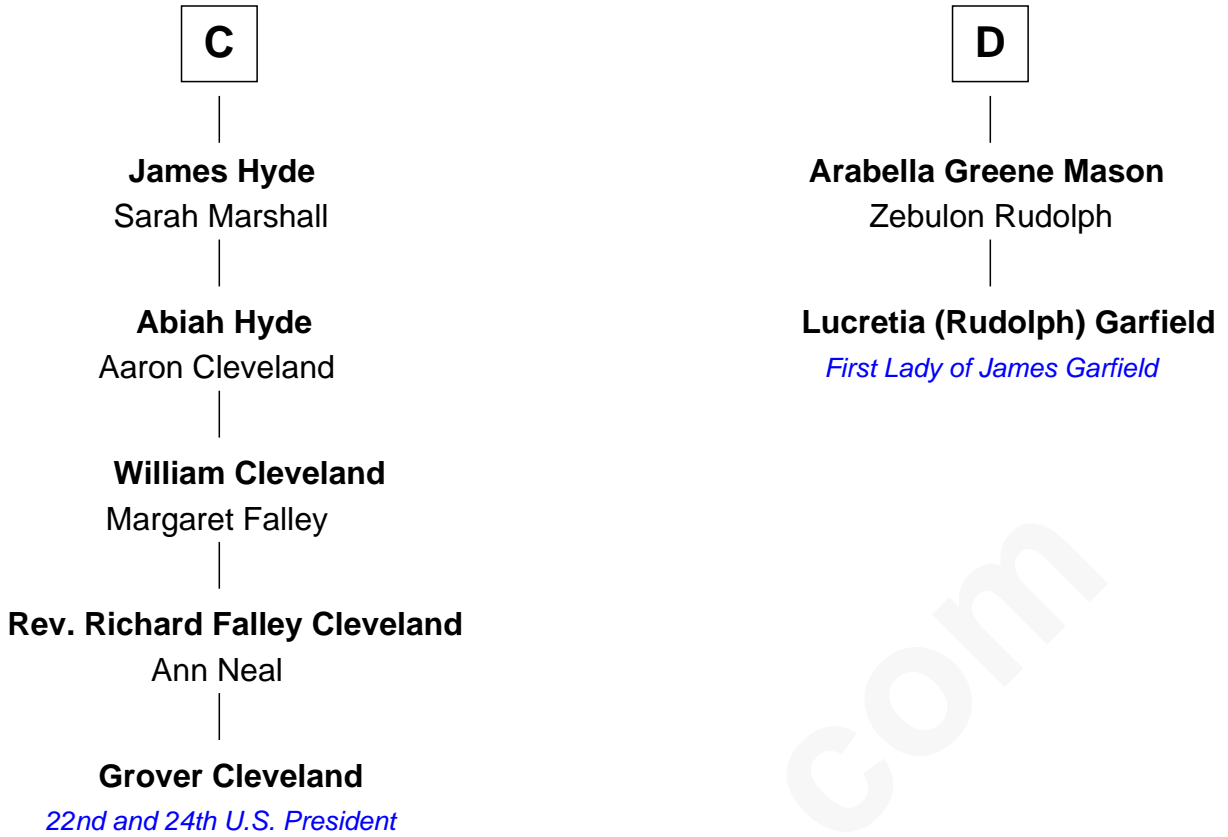 C
James Hyde
Sarah Marshall
Abiah Hyde
Aaron Cleveland
William Cleveland
Margaret Falley
Rev. Richard Falley Cleveland
Ann Neal
Grover Cleveland
22nd and 24th U.S. President
D
Arabella Greene Mason
Zebulon Rudolph
Lucretia (Rudolph) Garfield
First Lady of James Garfield
com